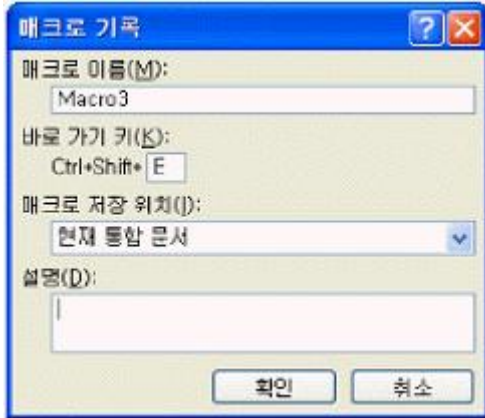 매크로 기록
매크로 이름(M):
Macro3
바로 가기 키(K):
Ctrl+Shift+ E
매크로 저장 위치(I):
현재 통합 문서
설명(D):
확인 취소